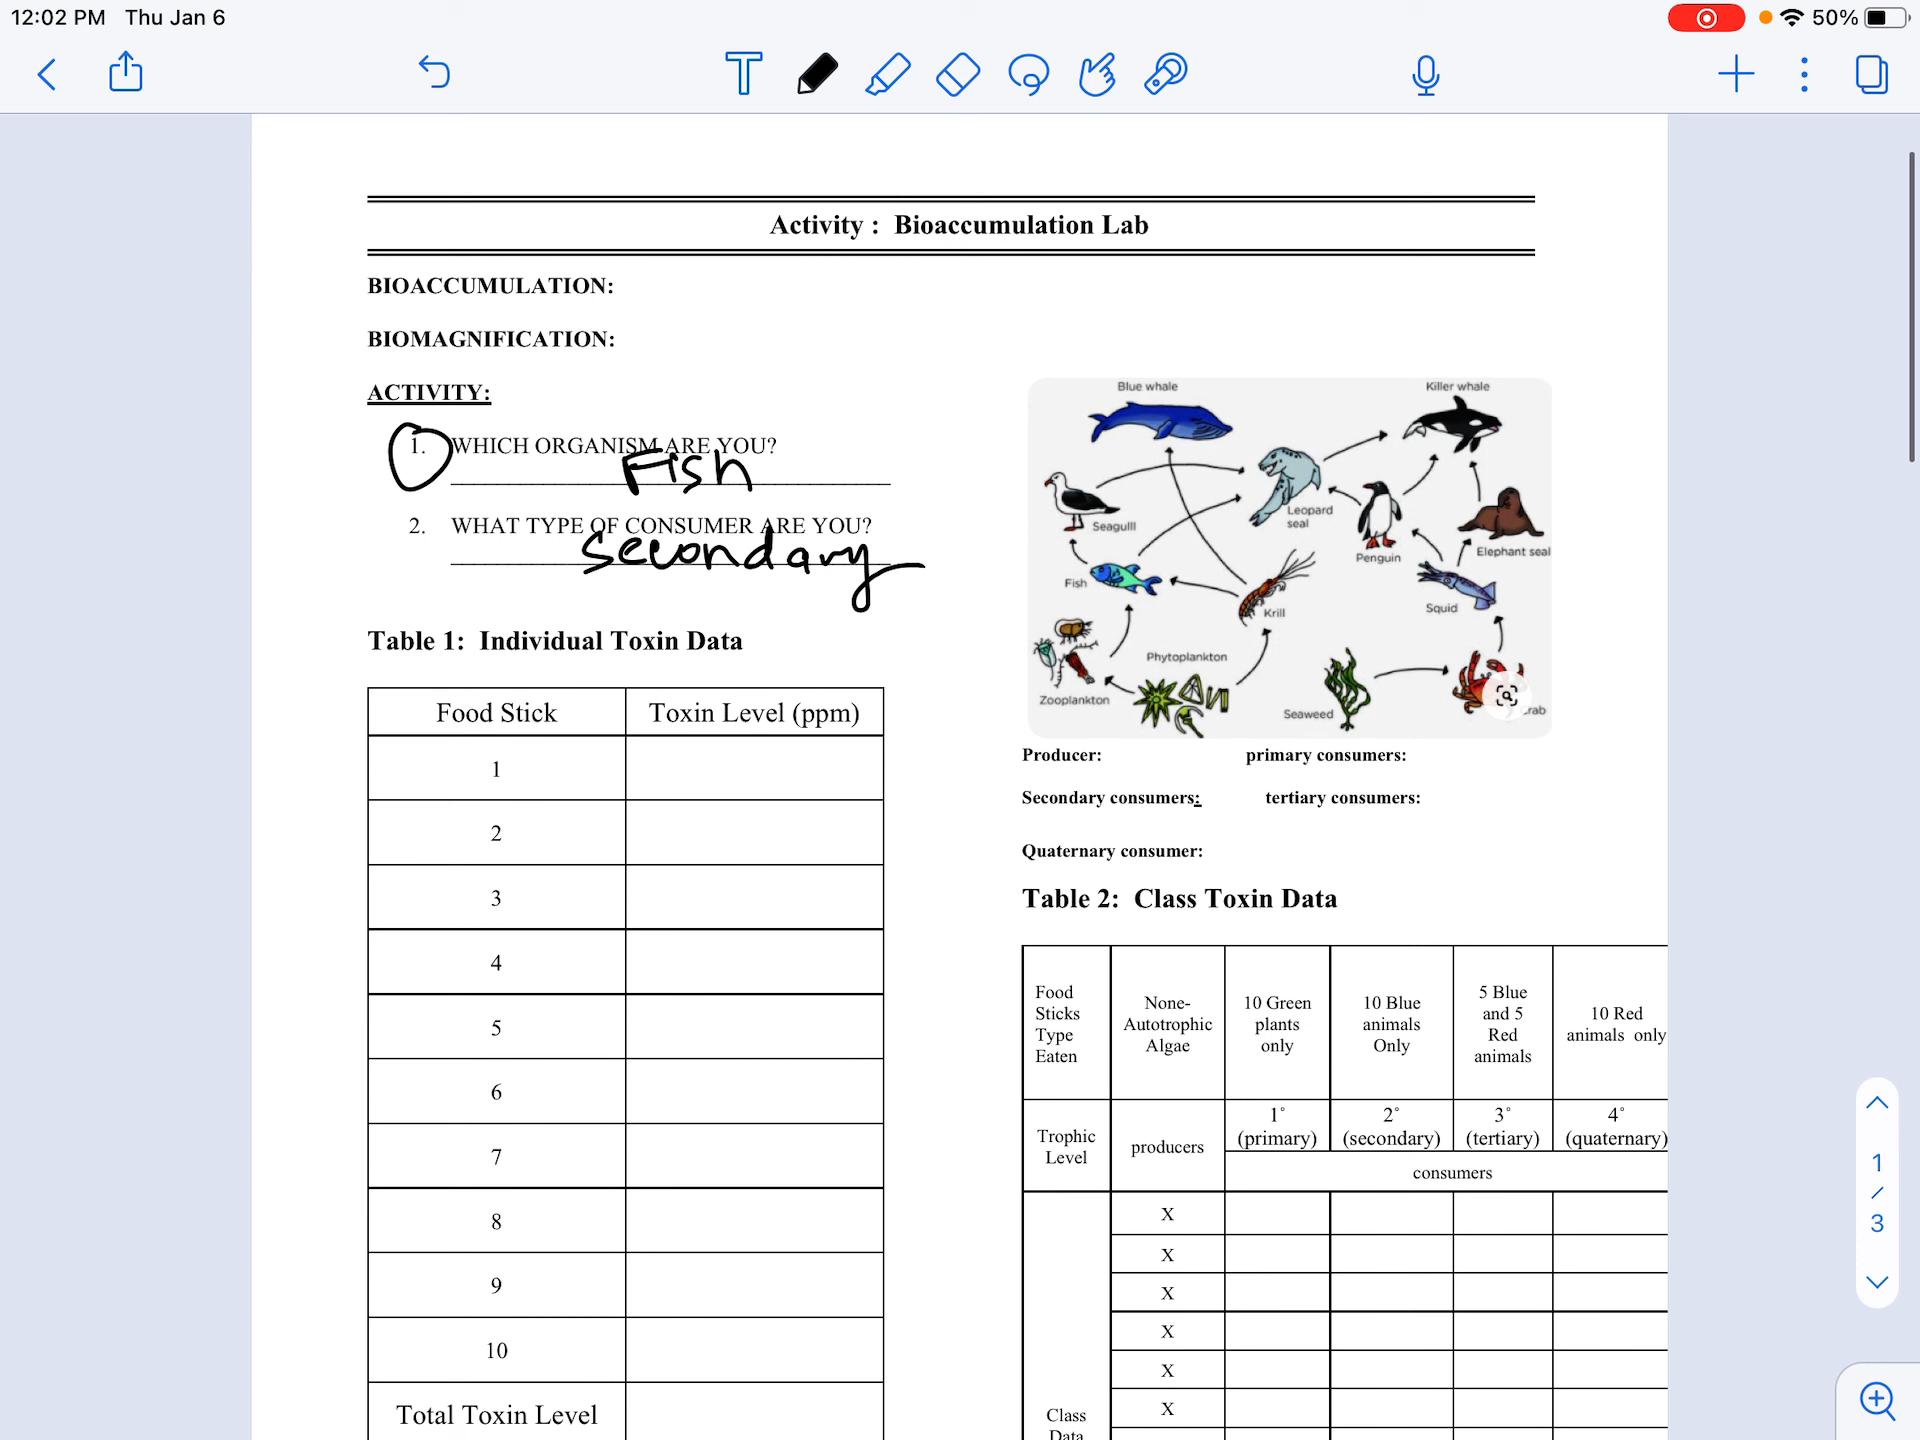 12:02 PM Thu Jan 6
50%
T
Activity : Bioaccumulation Lab
BIOACCUMULATION:
BIOMAGNIFICATION:
ACTIVITY:
1. WHICH ORGANISM ARE YOU?
Fish
2. WHAT TYPE OF CONSUMER ARE YOU?
secondary
Blue whale
Killer whale
Seagulll
Leopard
seal
Penguin
Elephant seal
Fish
Krill
Squid
Phytoplankton
Zooplankton
Seaweed
rab
Producer: primary consumers:
Secondary consumers: tertiary consumers:
Quaternary consumer:
Table 1: Individual Toxin Data
Food Stick Toxin Level (ppm)
1
2
3
4
5
6
7
8
9
10
Total Toxin Level
Table 2: Class Toxin Data
Food
Sticks
Type
Eaten
None-
Autotrophic
Algae
10 Green
plants
only
10 Blue
animals
Only
5 Blue
and 5
Red
animals
10 Red
animals only
Trophic
Level
producers
1°
(primary)
2°
(secondary)
3°
(tertiary)
4°
(quaternary)
consumers
X
X
X
X
X
X
Class
Data
1
/
3